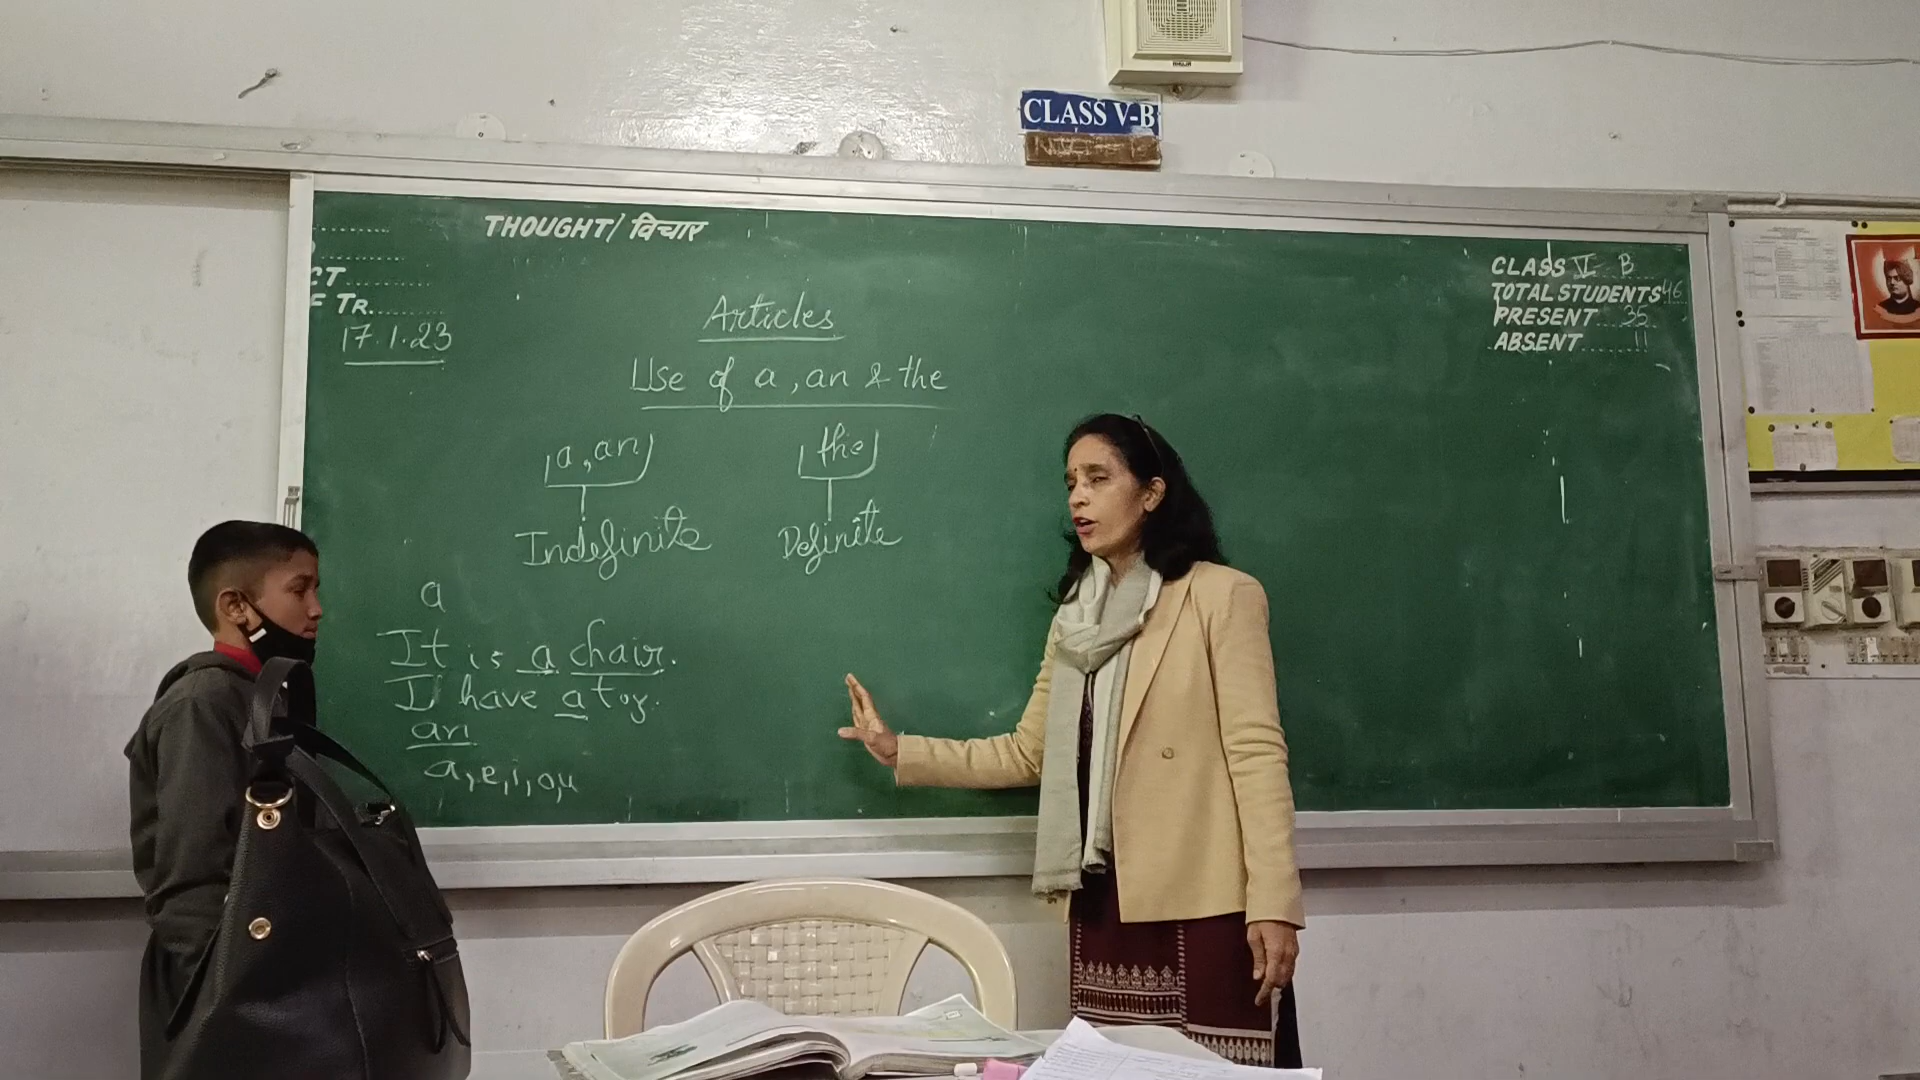 AHUJA
CLASS V-B
THOUGHT/ विचार
CT
F TR.
17.1.23
Articles
Use of a, an & the
a, an
the
Indefinite
Definite
a
It is a chair.
I have a toy.
an
a, e, i, o, u
CLASS V B
TOTAL STUDENTS 46
PRESENT 35
ABSENT 11